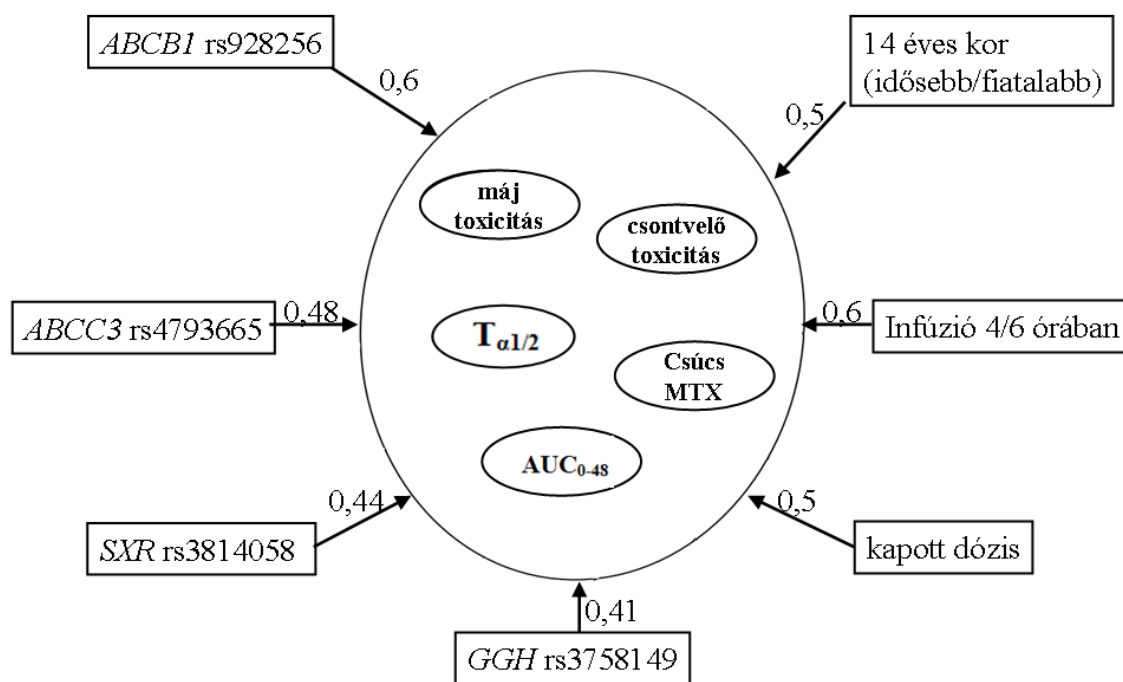 ABCB1 rs928256
0,6
14 éves kor
(idősebb/fiatalabb)
0,5
máj
toxicitás
csontvelő
toxicitás
ABCC3 rs4793665
0,48
Tα1/2
0,6
Infúzió 4/6 órában
Csúcs
MTX
AUC0-48
SXR rs3814058
0,44
0,5
kapott dózis
0,41
GGH rs3758149